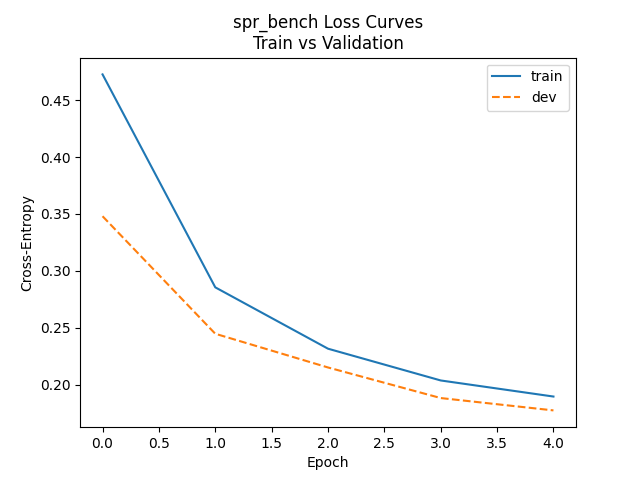 spr_bench Loss Curves
Train vs Validation
train
dev
Cross-Entropy
0.45
0.40
0.35
0.30
0.25
0.20
0.0 0.5 1.0 1.5 2.0 2.5 3.0 3.5 4.0
Epoch